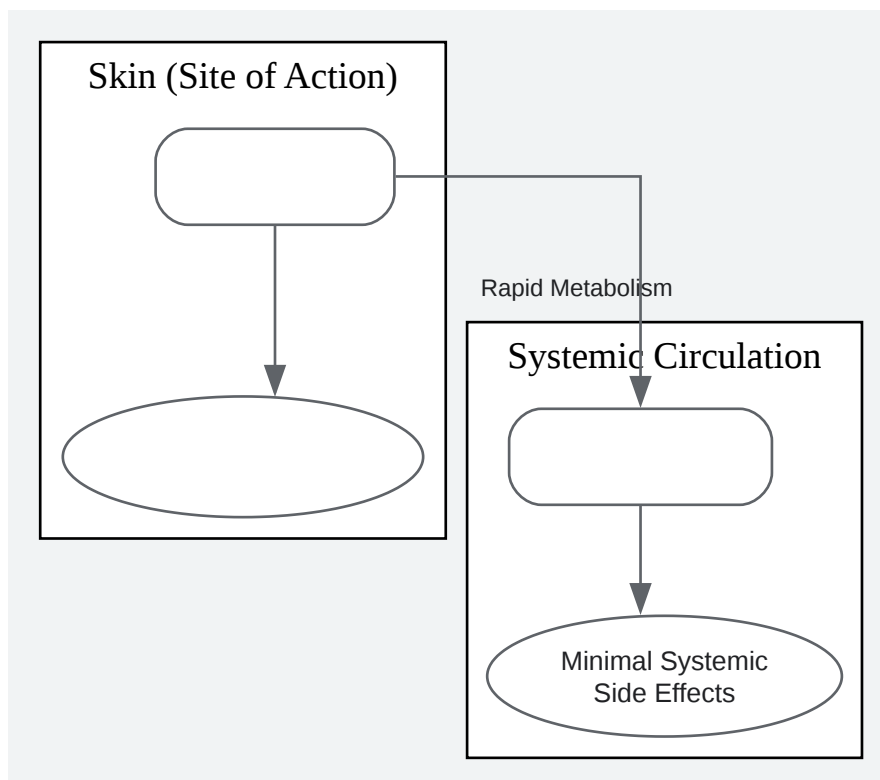 Skin (Site of Action)
Rapid Metabolism
Systemic Circulation
Minimal Systemic
Side Effects